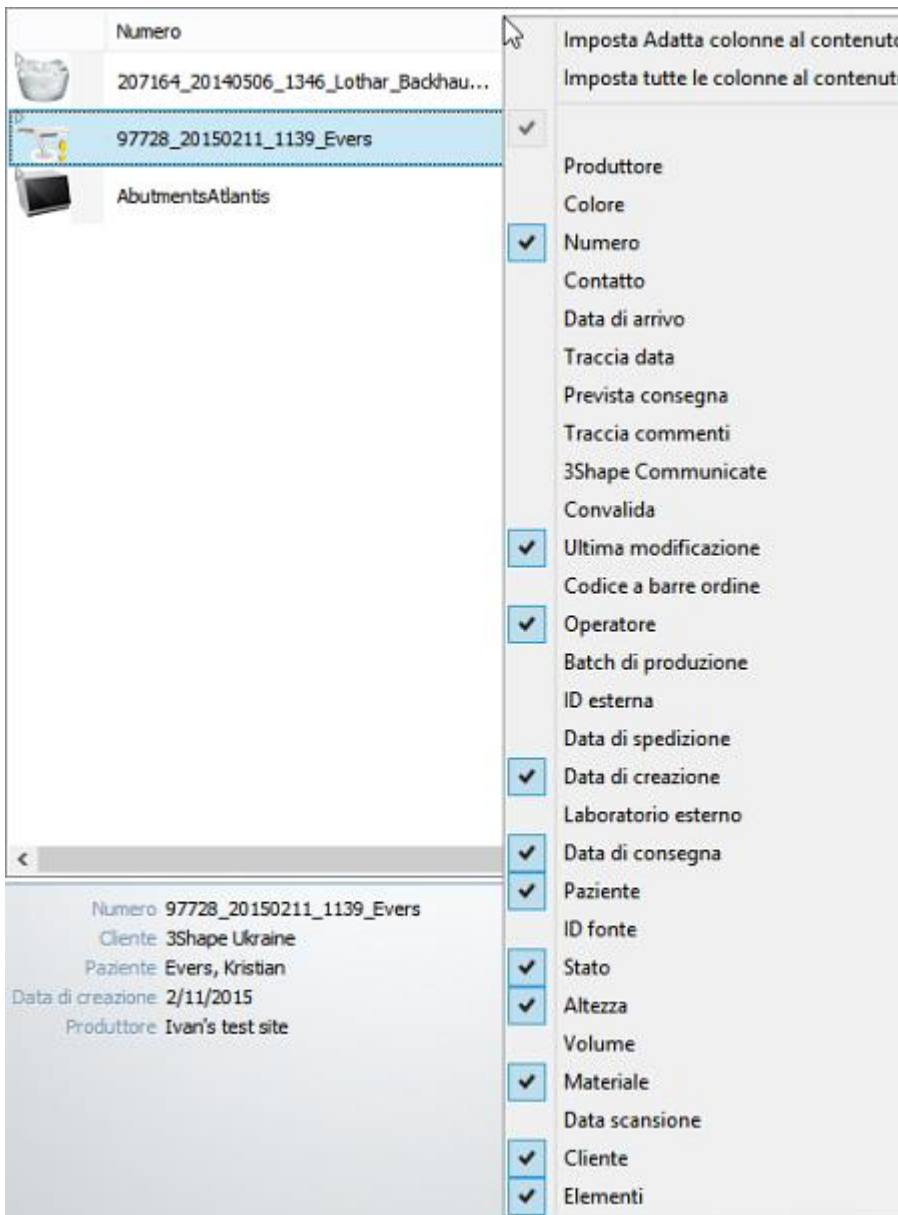 Numero
207164_20140506_1346_Lothar_Backhau...
97728_20150211_1139_Evers
AbutmentsAtlantis
Numero 97728_20150211_1139_Evers
Cliente 3Shape Ukraine
Paziente Evers, Kristian
Data di creazione 2/11/2015
Produttore Ivan's test site
Imposta Adatta colonne al contenuto
Imposta tutte le colonne al contenuto
Produttore
Colore
Numero
Contatto
Data di arrivo
Traccia data
Prevista consegna
Traccia commenti
3Shape Communicate
Convalida
Ultima modificazione
Codice a barre ordine
Operatore
Batch di produzione
ID esterna
Data di spedizione
Data di creazione
Laboratorio esterno
Data di consegna
Paziente
ID fonte
Stato
Altezza
Volume
Materiale
Data scansione
Cliente
Elementi